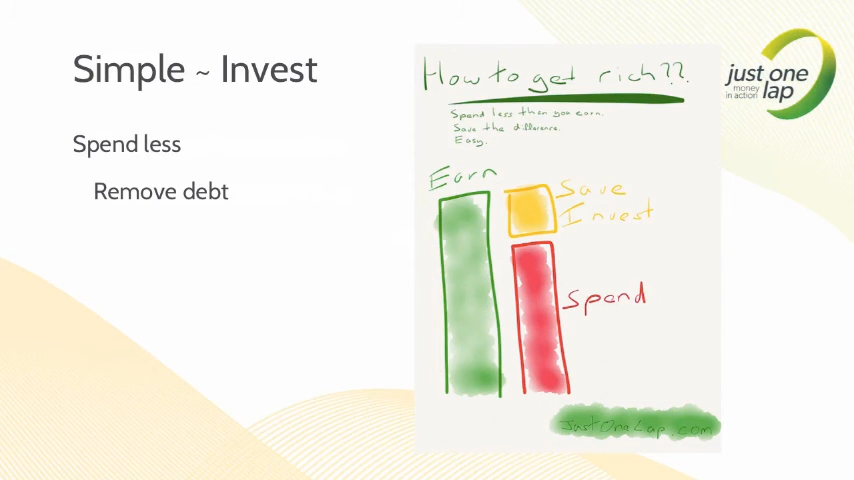 Simple ~ Invest
Spend less
Remove debt
How to get rich??
Spend less than you earn.
Save the difference.
Easy.
Earn
Save
Invest
Spend
justOneLap.com
just one
money
in action
lap